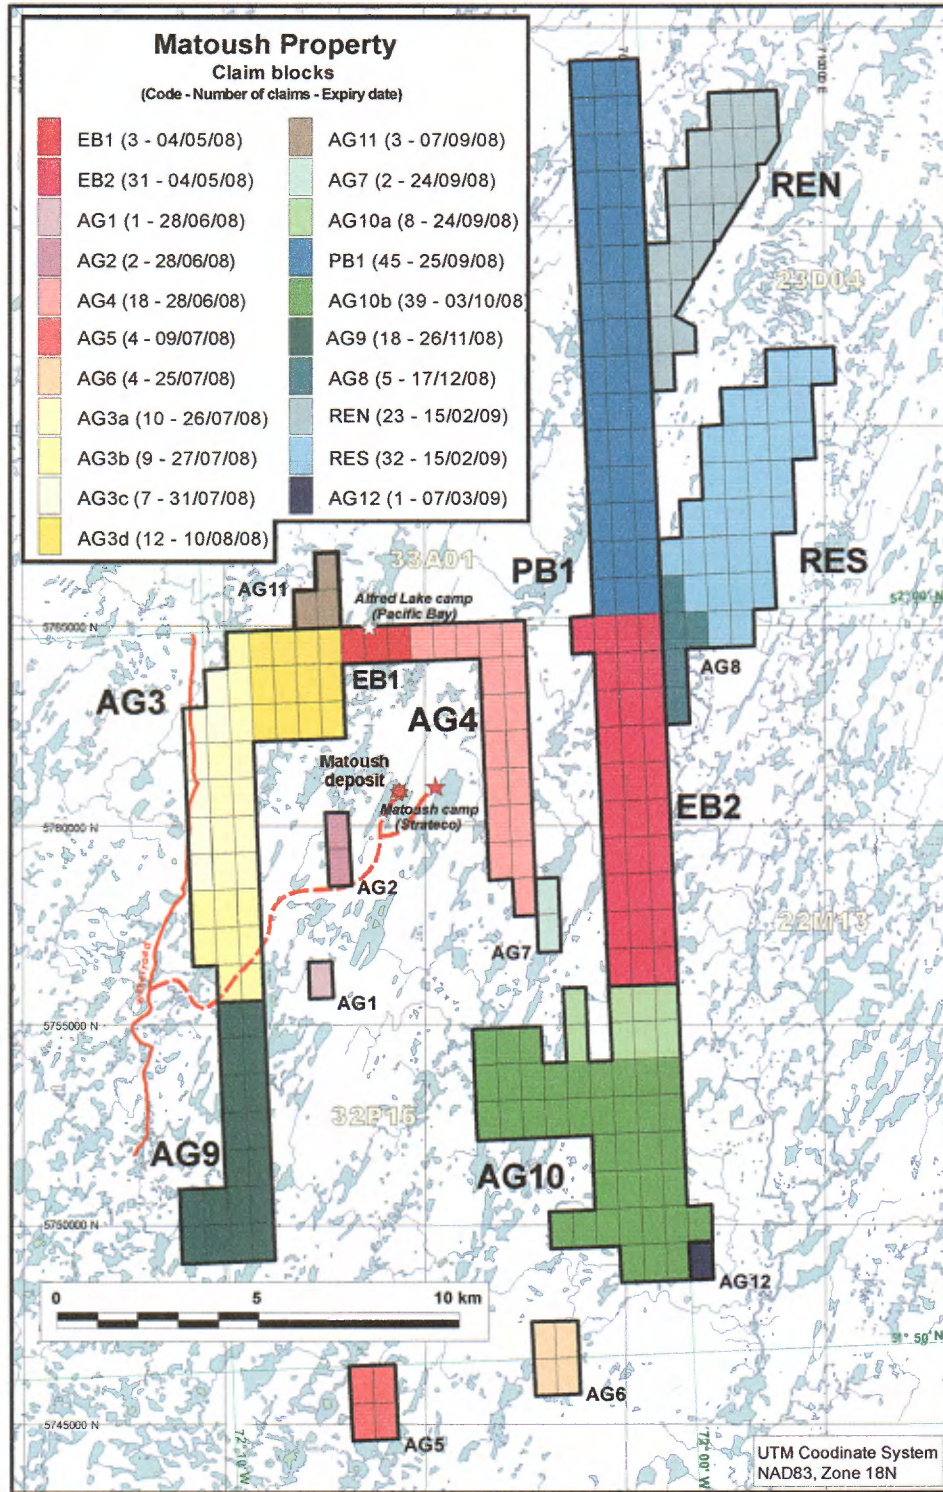 Matoush Property
Claim blocks
(Code - Number of claims - Expiry date)
EB1 (3 - 04/05/08)
EB2 (31 - 04/05/08)
AG1 (1 - 28/06/08)
AG2 (2 - 28/06/08)
AG4 (18 - 28/06/08)
AG5 (4 - 09/07/08)
AG6 (4 - 25/07/08)
AG3a (10 - 26/07/08)
AG3b (9 - 27/07/08)
AG3c (7 - 31/07/08)
AG3d (12 - 10/08/08)
AG11 (3 - 07/09/08)
AG7 (2 - 24/09/08)
AG10a (8 - 24/09/08)
PB1 (45 - 25/09/08)
AG10b (39 - 03/10/08)
AG9 (18 - 26/11/08)
AG8 (5 - 17/12/08)
REN (23 - 15/02/09)
RES (32 - 15/02/09)
AG12 (1 - 07/03/09)
REN
23D04
33A01
PB1
RES
AG11
Alfred Lake camp
(Pacific Bay)
52° 00' N
5765000 N
AG8
AG3
EB1
AG4
Matoush
deposit
Matoush camp
(Strateco)
EB2
5760000 N
AG2
22M13
AG7
AG1
5755000 N
32P16
AG9
AG10
5750000 N
AG12
0 5 10 km
51° 50' N
AG6
5745000 N
AG5
72° 10' W
72° 00' W
UTM Coodinate System
NAD83, Zone 18N